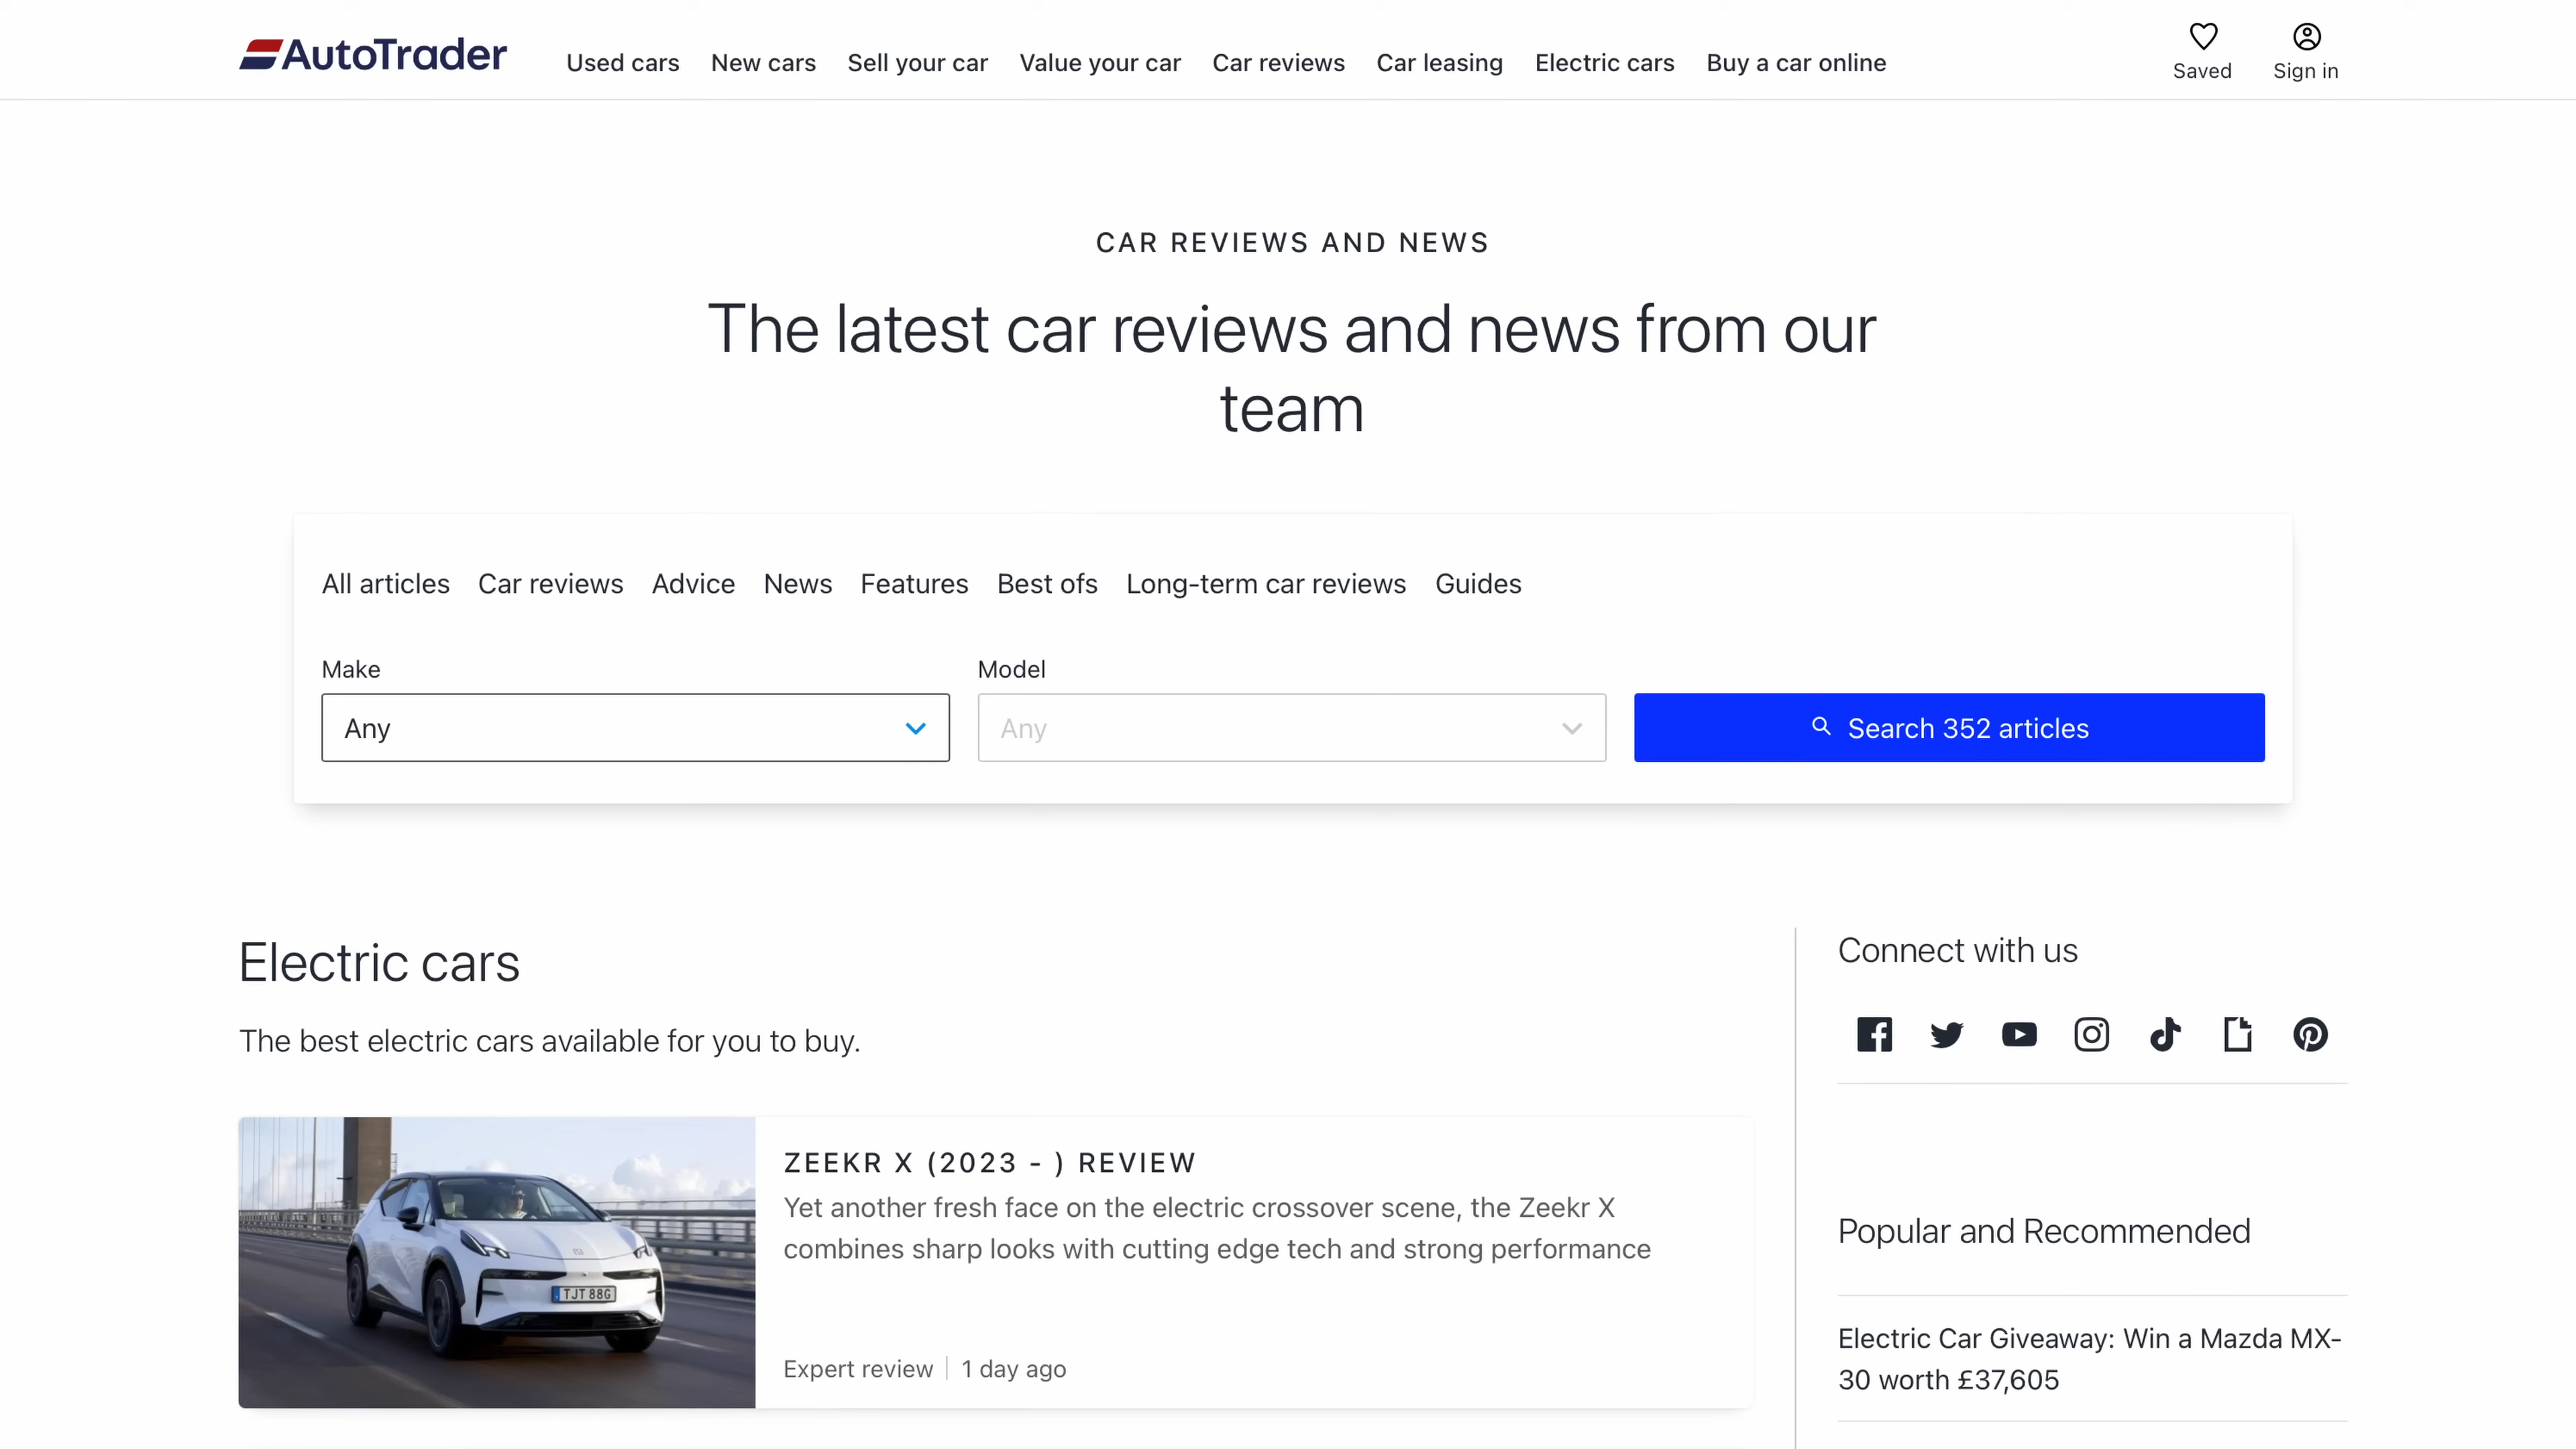 AutoTrader
Used cars
New cars
Sell your car
Value your car
Car reviews
Car leasing
Electric cars
Buy a car online
Saved
Sign in
CAR REVIEWS AND NEWS
The latest car reviews and news from our
team
All articles
Car reviews
Advice
News
Features
Best ofs
Long-term car reviews
Guides
Make
Model
Any
Any
Search 352 articles
Electric cars
The best electric cars available for you to buy.
TJT 88G
ZEEKR X (2023 - ) REVIEW
Yet another fresh face on the electric crossover scene, the Zeekr X
combines sharp looks with cutting edge tech and strong performance
Expert review
1 day ago
Connect with us
Popular and Recommended
Electric Car Giveaway: Win a Mazda MX-
30 worth £37,605